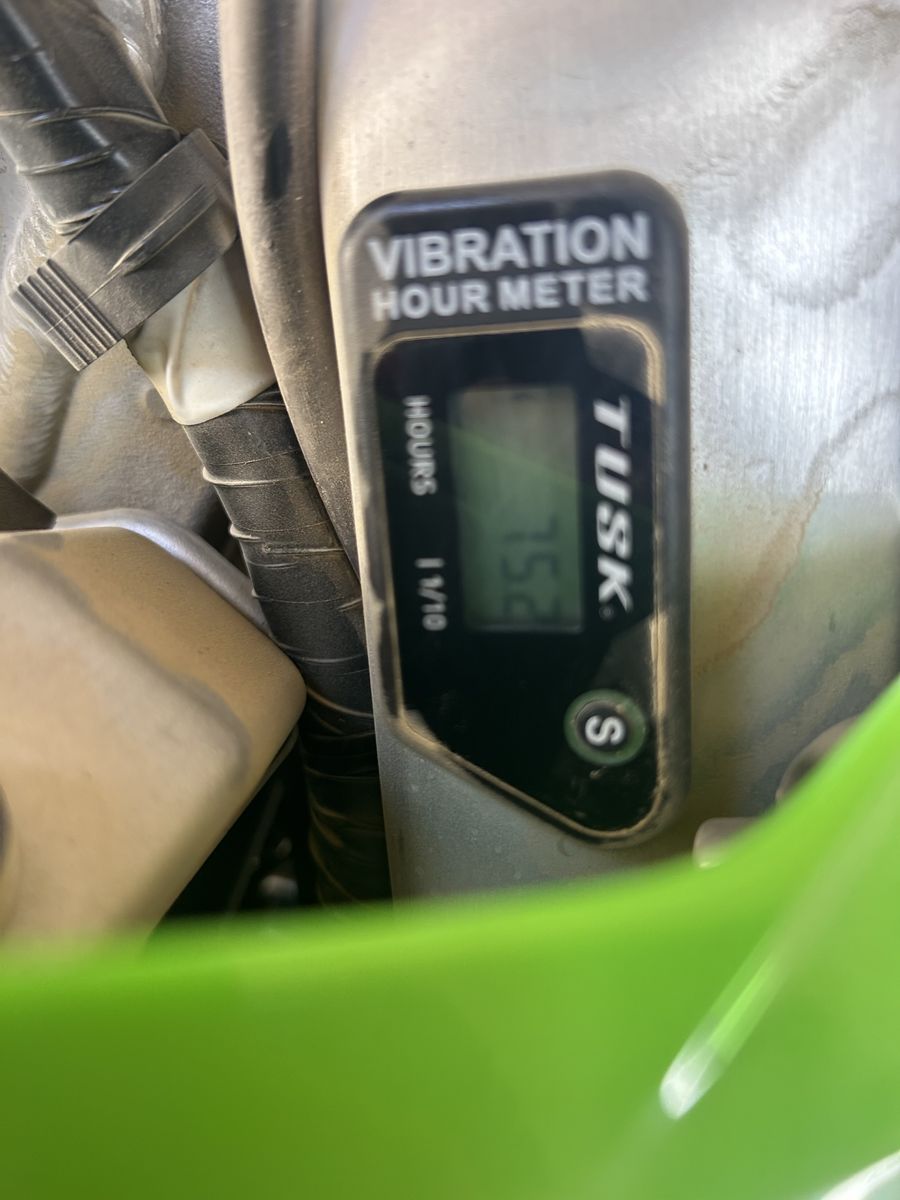 VIBRATION
HOUR METER
TUSK
HOURS 1/10
S